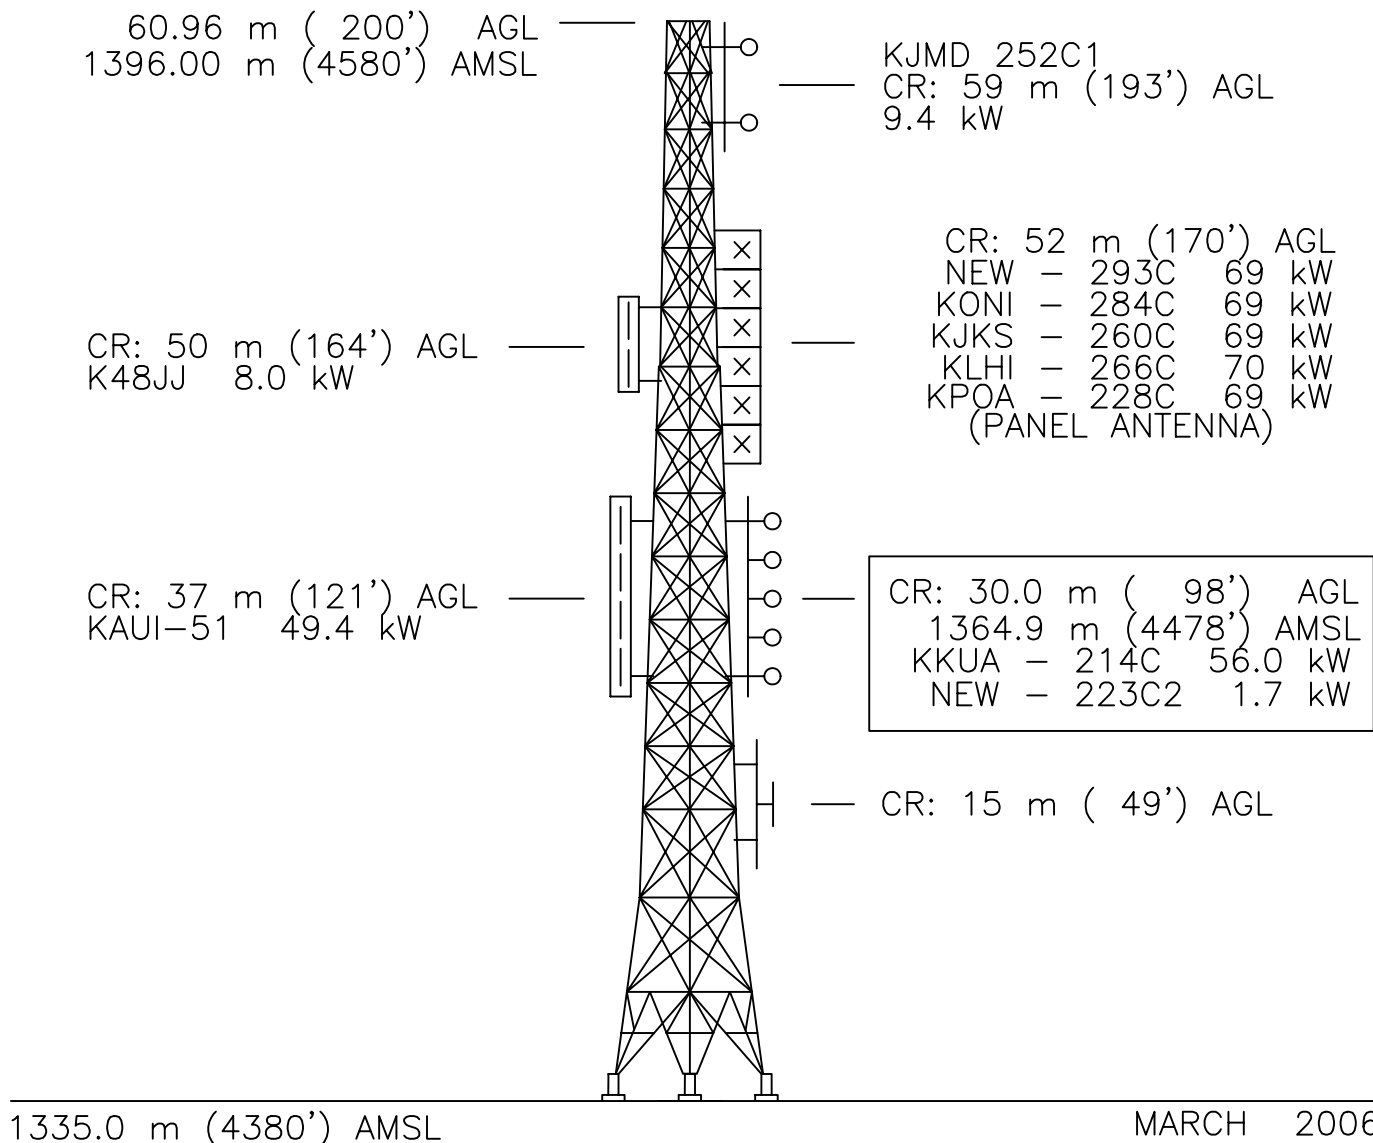 60.96 m ( 200') AGL
1396.00 m (4580') AMSL
KJMD 252C1
CR: 59 m (193') AGL
9.4 kW
CR: 52 m (170') AGL
NEW – 293C 69 kW
KONI – 284C 69 kW
KJKS – 260C 69 kW
KLHI – 266C 70 kW
KPOA – 228C 69 kW
(PANEL ANTENNA)
CR: 50 m (164') AGL
K48JJ 8.0 kW
CR: 37 m (121') AGL
KAUI–51 49.4 kW
CR: 30.0 m ( 98') AGL
1364.9 m (4478') AMSL
KKUA – 214C 56.0 kW
NEW – 223C2 1.7 kW
CR: 15 m ( 49') AGL
1335.0 m (4380') AMSL
MARCH 2006